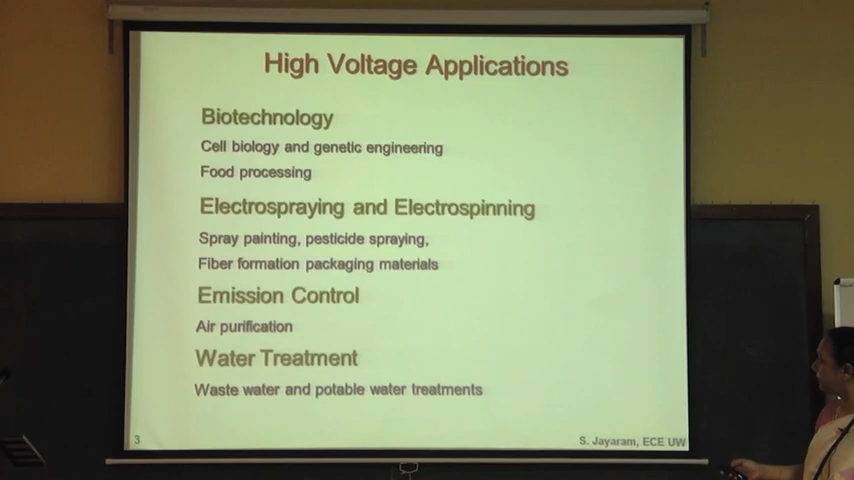 High Voltage Applications
Biotechnology
Cell biology and genetic engineering
Food processing
Electrospraying and Electrospinning
Spray painting, pesticide spraying,
Fiber formation packaging materials
Emission Control
Air purification
Water Treatment
Waste water and potable water treatments
3
S. Jayaram, ECE UW